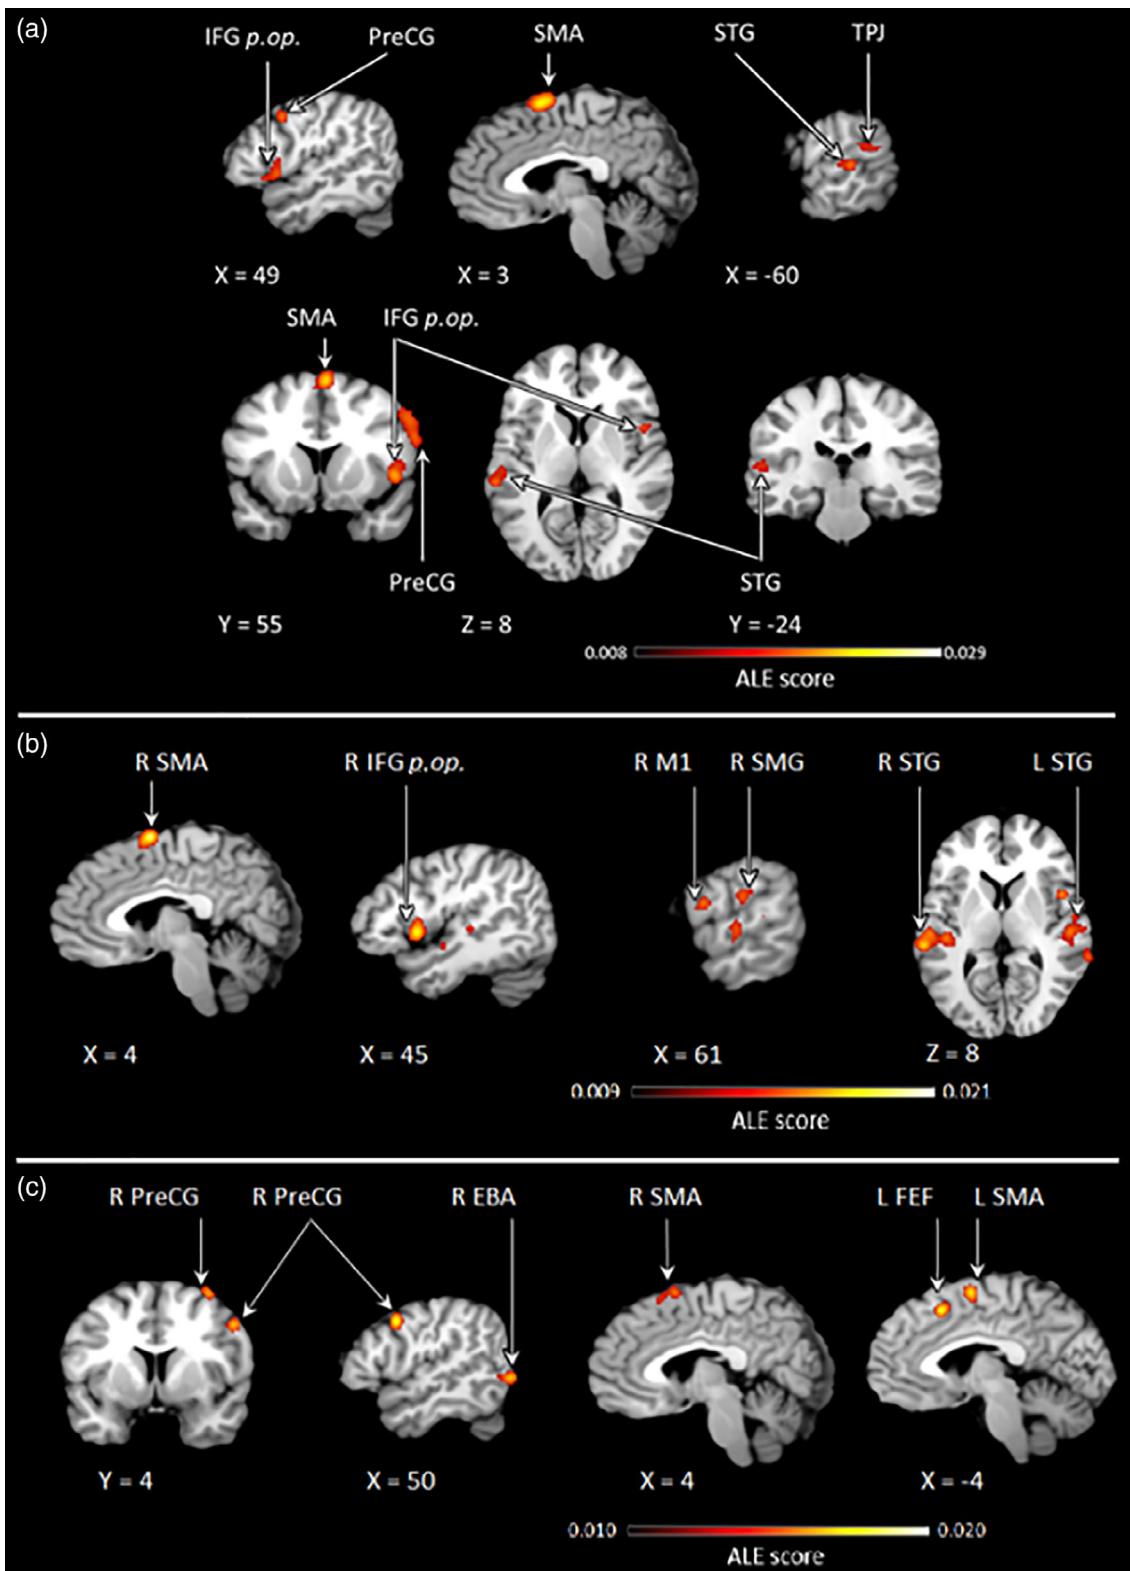 (a)
IFG p.op. PreCG SMA STG TPJ
X = 49 X = 3 X = -60
SMA IFG p.op.
PreCG STG
Y = 55 Z = 8 Y = -24
0.008 0.029
ALE score
(b)
R SMA R IFG p.op. R M1 R SMG R STG L STG
X = 4 X = 45 X = 61 Z = 8
0.009 0.021
ALE score
(c)
R PreCG R PreCG R EBA R SMA L FEF L SMA
Y = 4 X = 50 X = 4 X = -4
0.010 0.020
ALE score